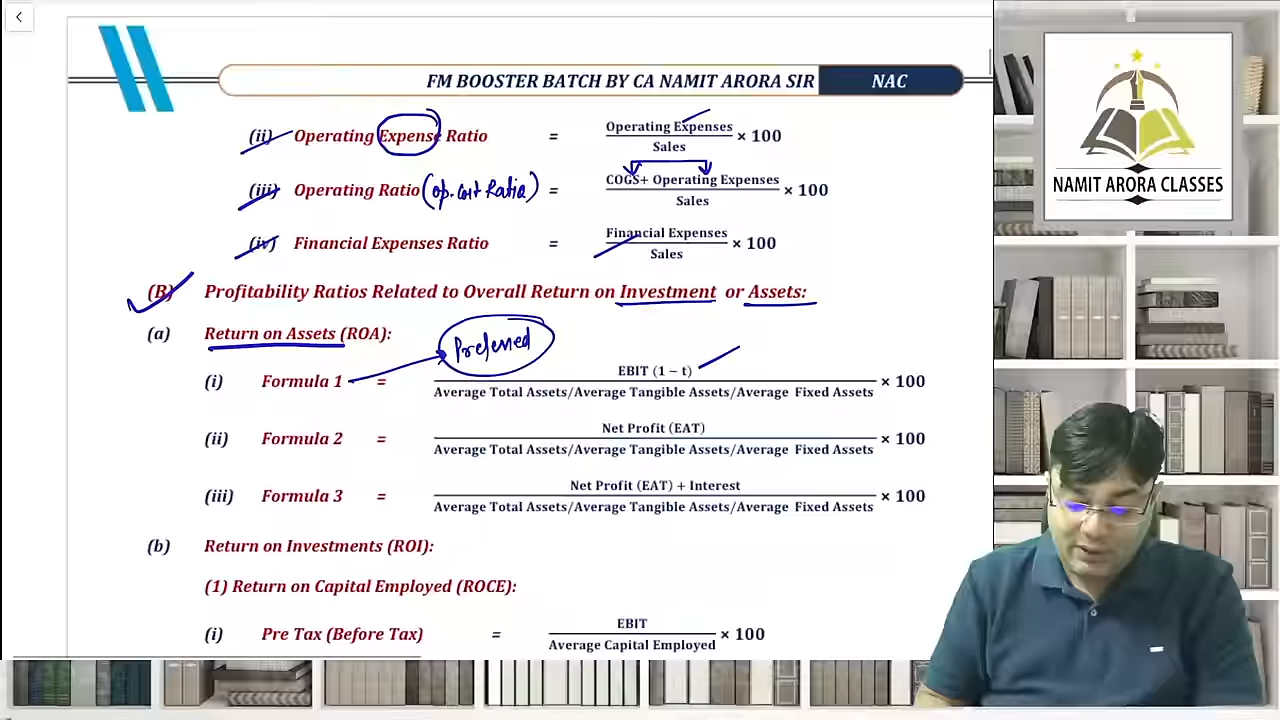 FM BOOSTER BATCH BY CA NAMIT ARORA SIR NAC
(ii) Operating Expense Ratio = Operating Expenses / Sales × 100
(iii) Operating Ratio (op. cost Ratio) = COGS+ Operating Expenses / Sales × 100
(iv) Financial Expenses Ratio = Financial Expenses / Sales × 100
(B) Profitability Ratios Related to Overall Return on Investment or Assets:
(a) Return on Assets (ROA):
Preferred
(i) Formula 1 = EBIT (1 − t) / Average Total Assets/Average Tangible Assets/Average Fixed Assets × 100
(ii) Formula 2 = Net Profit (EAT) / Average Total Assets/Average Tangible Assets/Average Fixed Assets × 100
(iii) Formula 3 = Net Profit (EAT) + Interest / Average Total Assets/Average Tangible Assets/Average Fixed Assets × 100
(b) Return on Investments (ROI):
(1) Return on Capital Employed (ROCE):
(i) Pre Tax (Before Tax) = EBIT / Average Capital Employed × 100
NAMIT ARORA CLASSES